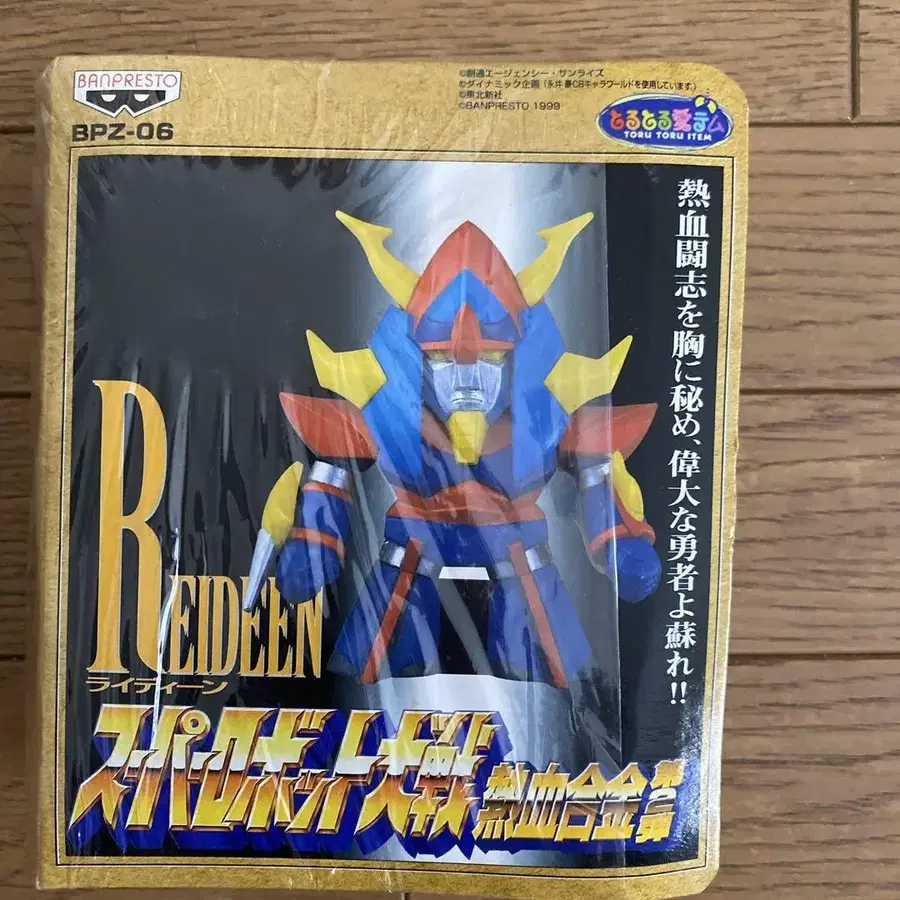 BANPRESTO
BPZ-06
©創通エージェンシー・サンライズ
©ダイナミック企画(永井豪CBキャラワールドを使用しています。)
©東北新社
©BANPRESTO 1999
とるとる愛テム
TORU TORU ITEM
熱血闘志を胸に秘め、偉大な勇者よ蘇れ!!
REIDEEN
ライディーン
スーパーロボット大戦
熱血合金 第2弾